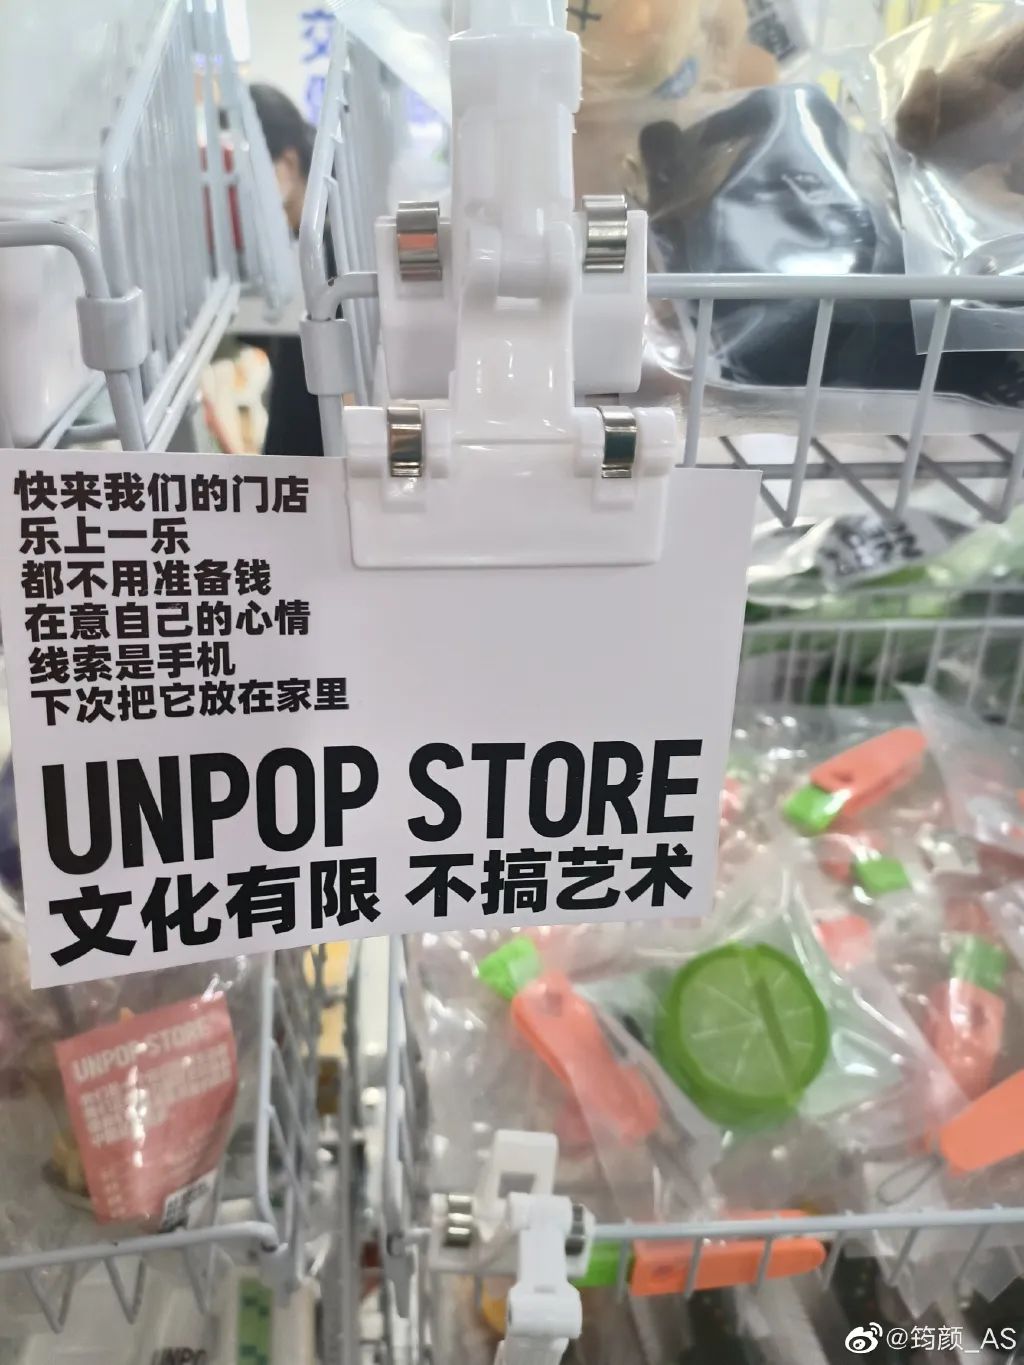 快来我们的门店
乐上一乐
都不用准备钱
在意自己的心情
线索是手机
下次把它放在家里
UNPOP STORE
文化有限 不搞艺术
UNPOP STORE
@筠颜_AS